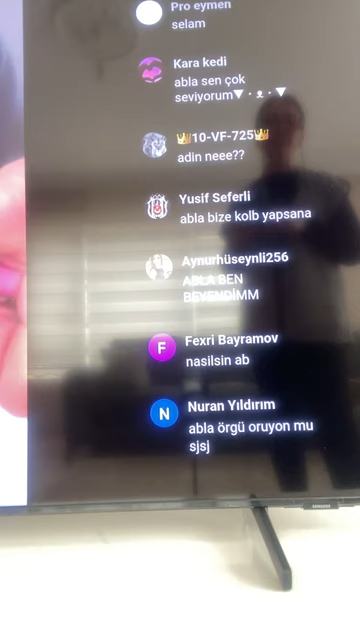 Pro eymen
selam
Kara kedi
abla sen çok
seviyorum▼・ᴥ・▼
👑10-VF-725👑
adin neee??
Yusif Seferli
abla bize kolb yapsana
Aynurhüseynli256
ABLA BEN
BEYENDİMM
Fexri Bayramov
F
nasilsin ab
Nuran Yıldırım
N
abla örgü oruyon mu
sjsj
SAMSUNG